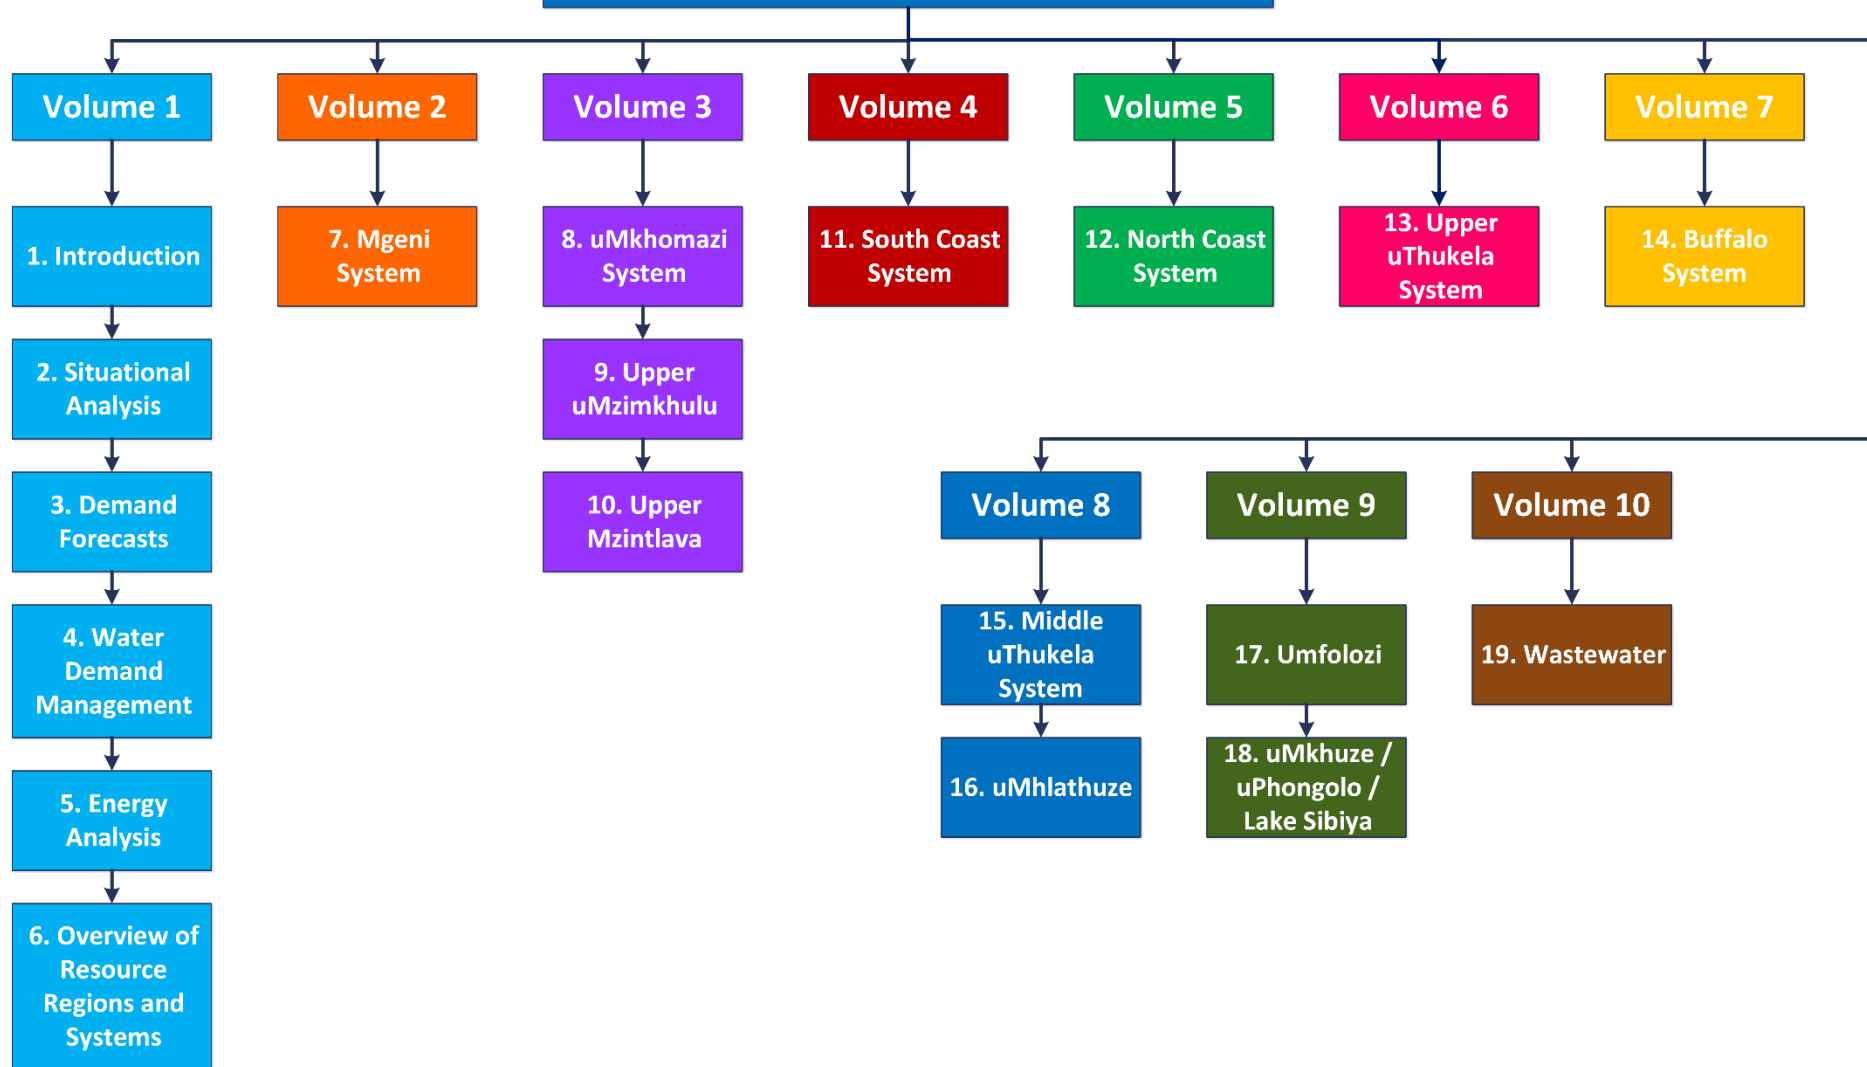 Volume 1
Volume 2
Volume 3
Volume 4
Volume 5
Volume 6
Volume 7
1. Introduction
7. Mgeni
System
8. uMkhomazi
System
11. South Coast
System
12. North Coast
System
13. Upper
uThukela
System
14. Buffalo
System
2. Situational
Analysis
9. Upper
uMzimkhulu
3. Demand
Forecasts
10. Upper
Mzintlava
Volume 8
Volume 9
Volume 10
4. Water
Demand
Management
15. Middle
uThukela
System
17. Umfolozi
19. Wastewater
5. Energy
Analysis
16. uMhlathuze
18. uMkhuze /
uPhongolo /
Lake Sibiya
6. Overview of
Resource
Regions and
Systems